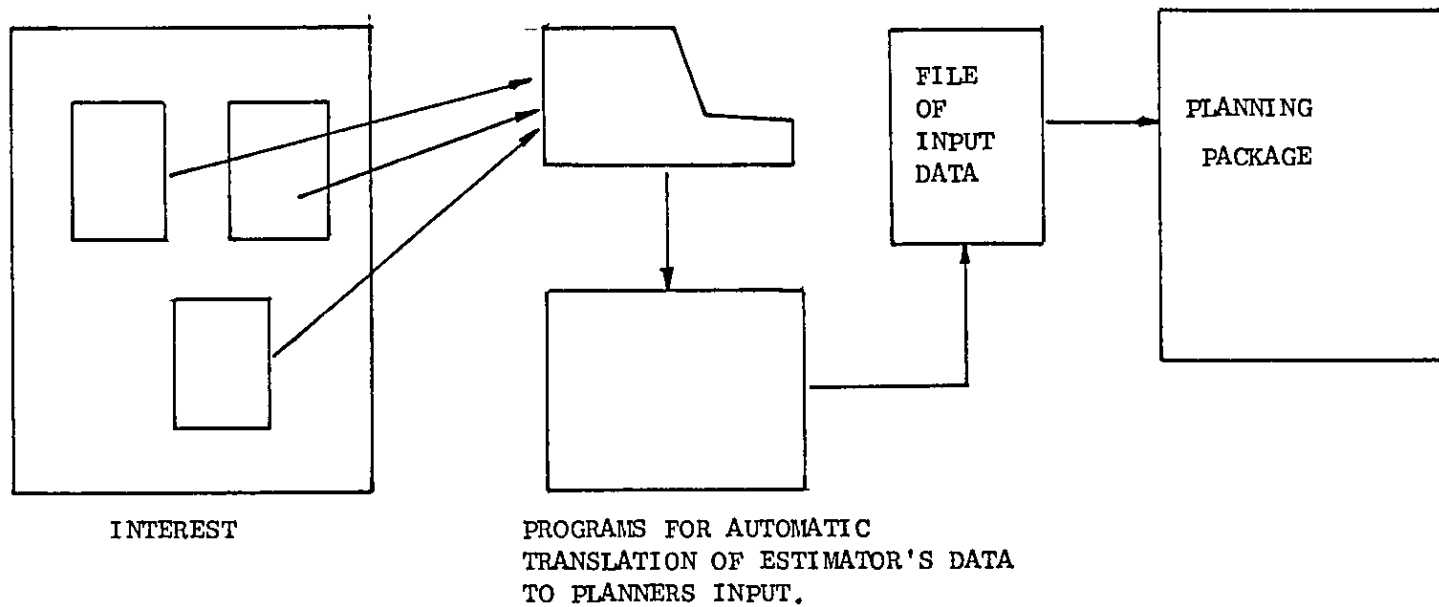 FILE
OF
INPUT
DATA
PLANNING
PACKAGE
INTEREST
PROGRAMS FOR AUTOMATIC
TRANSLATION OF ESTIMATOR'S DATA
TO PLANNERS INPUT.